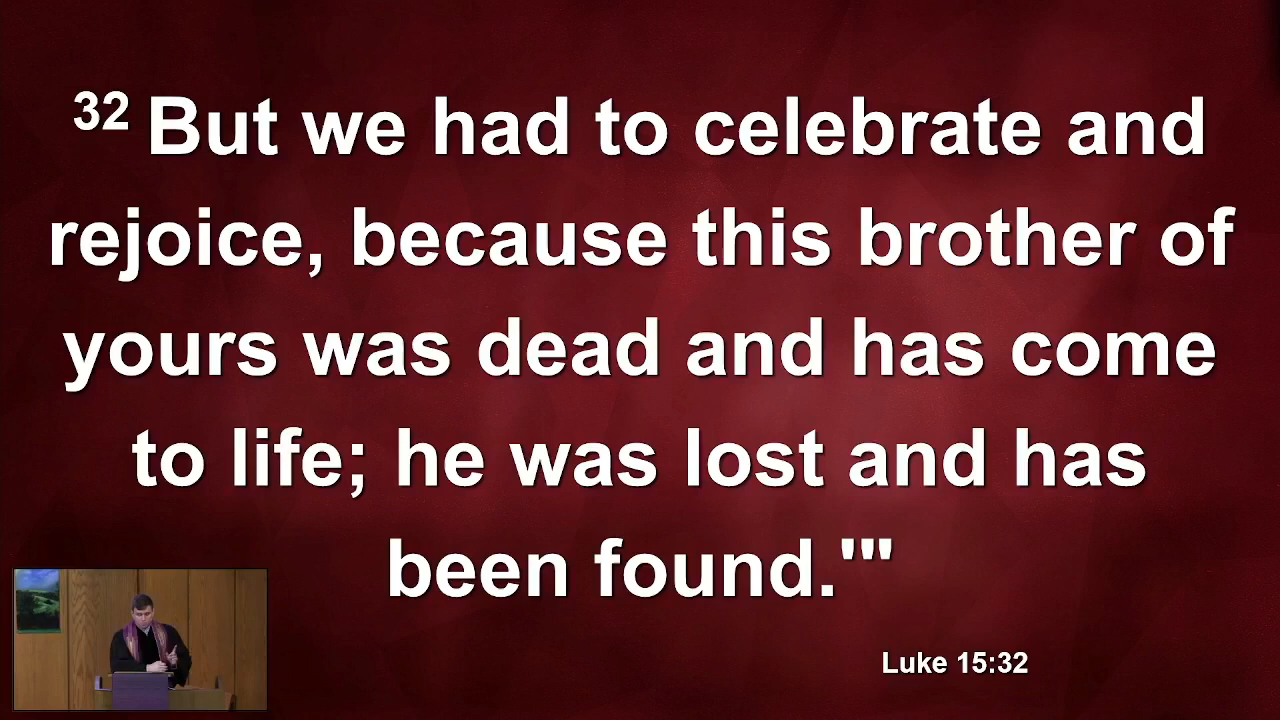 32 But we had to celebrate and
rejoice, because this brother of
yours was dead and has come
to life; he was lost and has
been found.'"
Luke 15:32